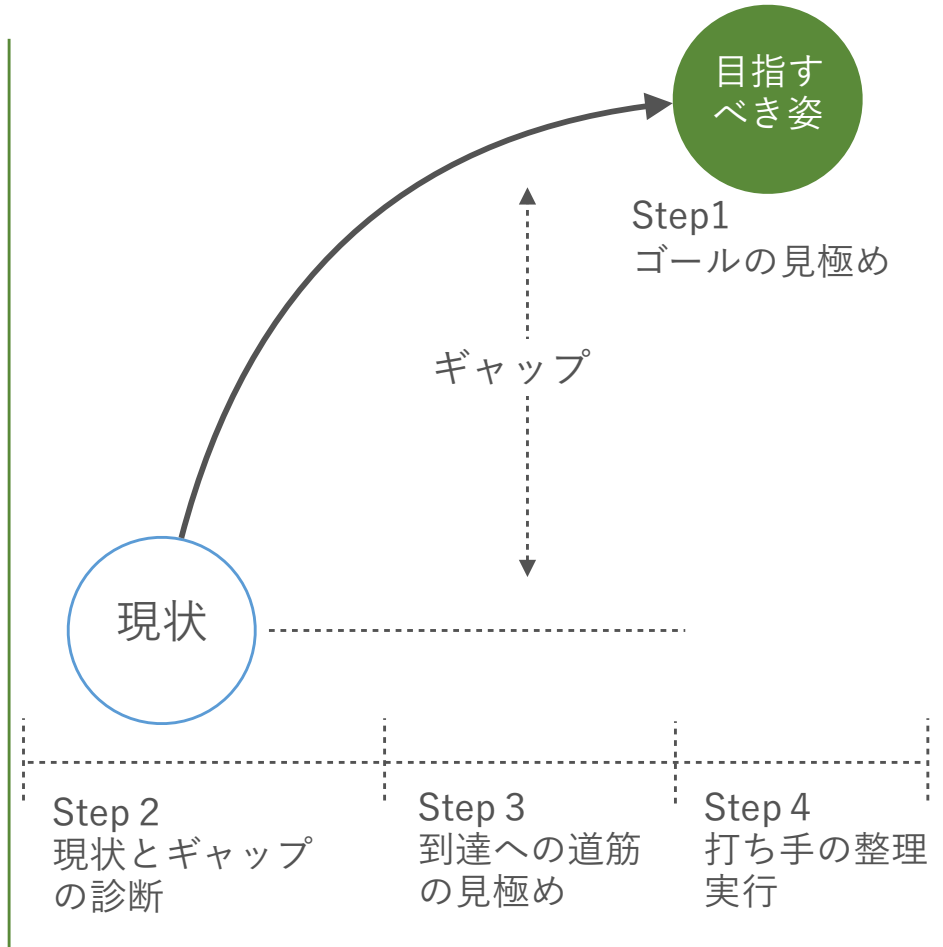 目指す
べき姿
Step1
ゴールの見極め
ギャップ
現状
Step 2
現状とギャップ
の診断
Step 3
到達への道筋
の見極め
Step 4
打ち手の整理
実行